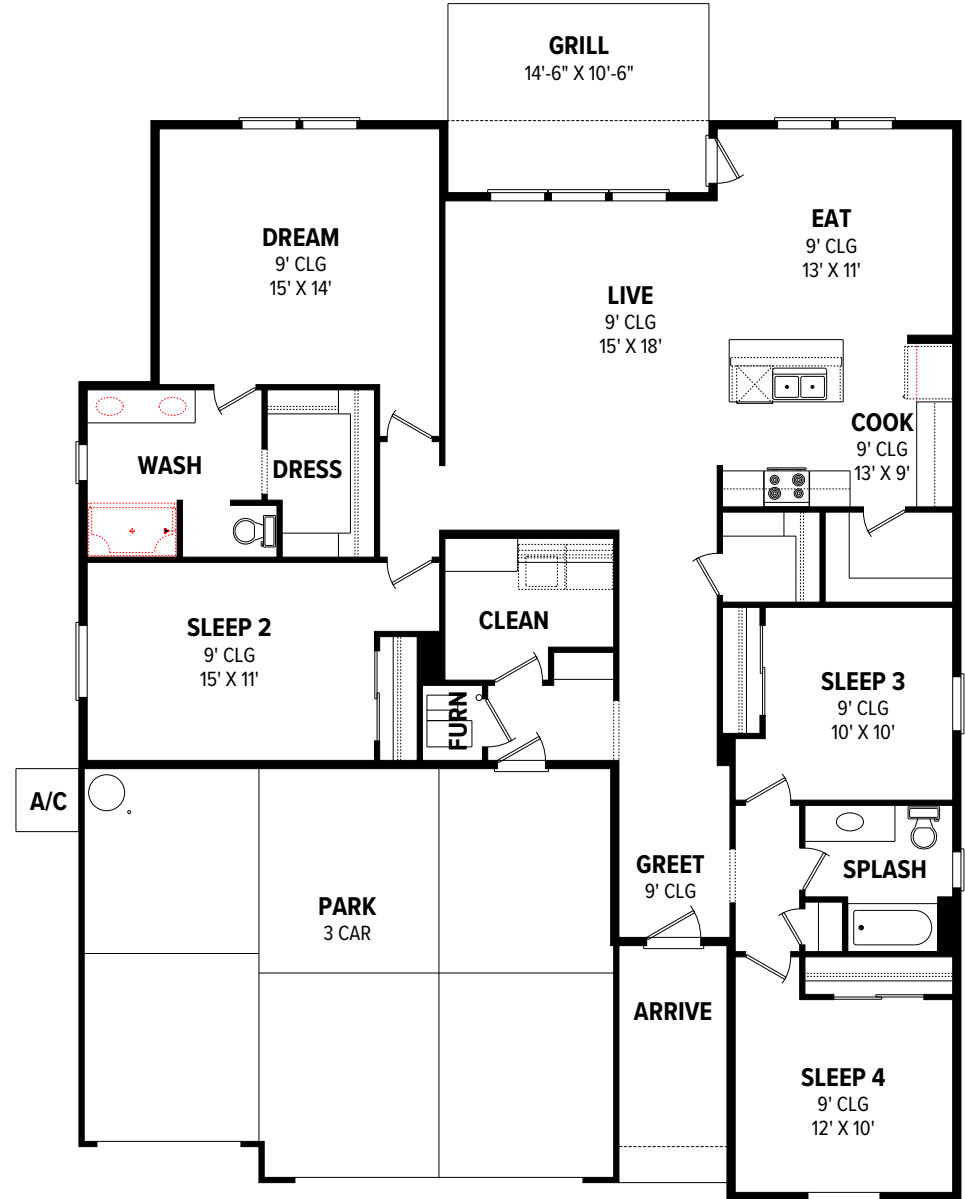 GRILL
14'-6" X 10'-6"
DREAM
9' CLG
15' X 14'
EAT
9' CLG
13' X 11'
LIVE
9' CLG
15' X 18'
COOK
9' CLG
13' X 9'
WASH
DRESS
SLEEP 2
9' CLG
15' X 11'
CLEAN
FURN
SLEEP 3
9' CLG
10' X 10'
A/C
GREET
9' CLG
SPLASH
PARK
3 CAR
ARRIVE
SLEEP 4
9' CLG
12' X 10'